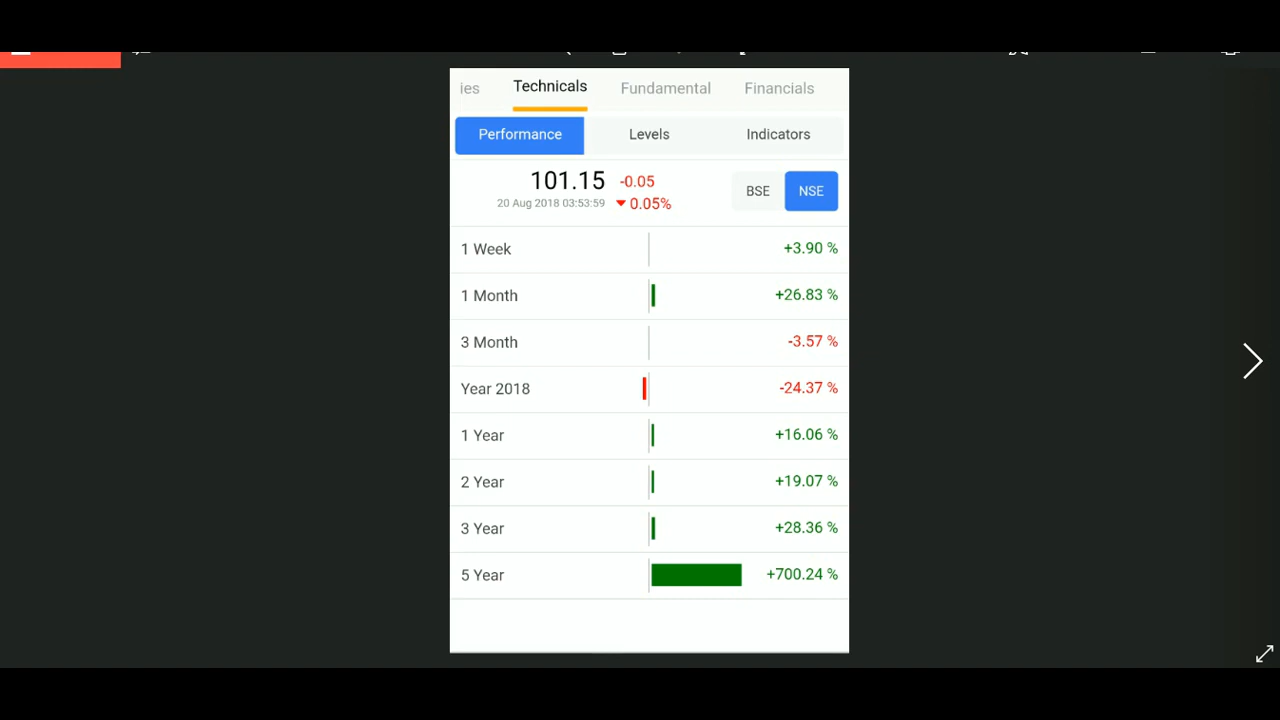 ies Technicals Fundamental Financials
Performance Levels Indicators
101.15 -0.05
20 Aug 2018 03:53:59 ▼ 0.05%
BSE NSE
1 Week +3.90 %
1 Month +26.83 %
3 Month -3.57 %
Year 2018 -24.37 %
1 Year +16.06 %
2 Year +19.07 %
3 Year +28.36 %
5 Year +700.24 %